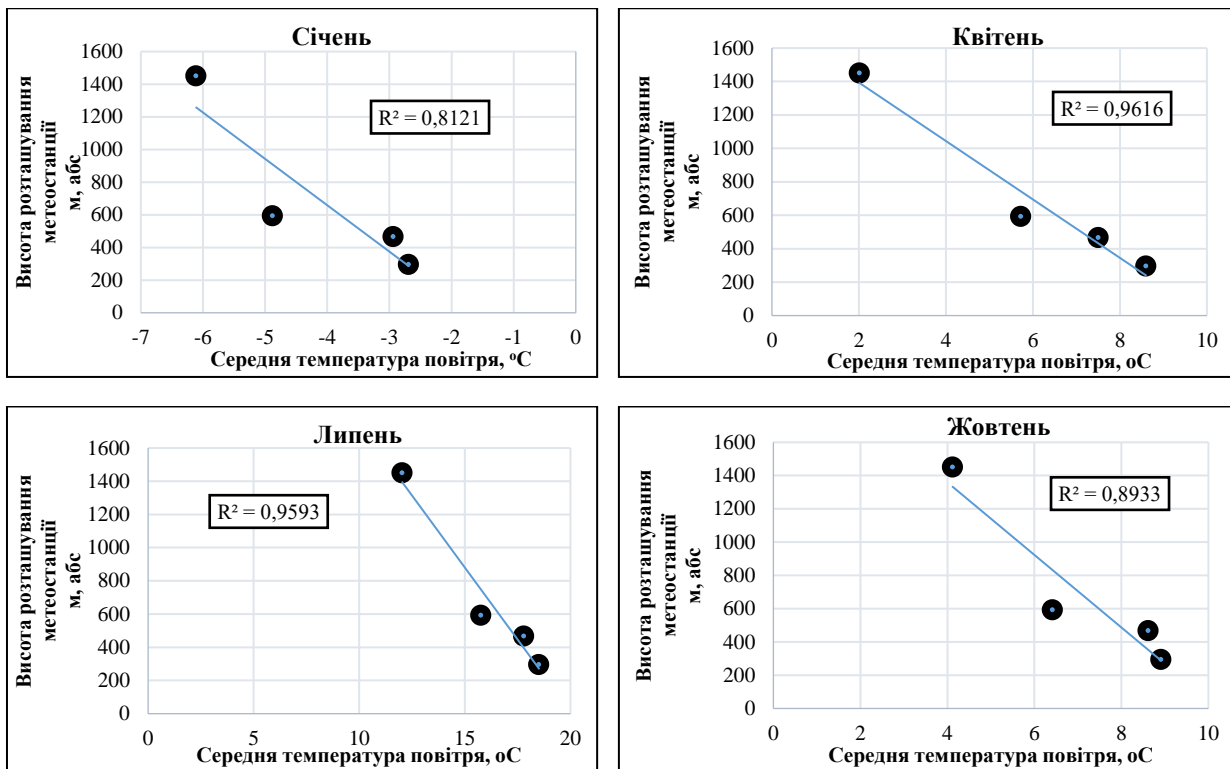 Січень
Висота розташування
метеостанції
м, абс
1600
1400
1200
1000
800
600
400
200
0
R² = 0,8121
-7 -6 -5 -4 -3 -2 -1 0
Середня температура повітря, ᵒС
Квітень
Висота розташування
метеостанції
м, абс
1600
1400
1200
1000
800
600
400
200
0
R² = 0,9616
0 2 4 6 8 10
Середня температура повітря, оС
Липень
Висота розташування
метеостанції
м, абс
1600
1400
1200
1000
800
600
400
200
0
R² = 0,9593
0 5 10 15 20
Середня температура повітря, оС
Жовтень
Висота розташування
метеостанції
м, абс
1600
1400
1200
1000
800
600
400
200
0
R² = 0,8933
0 2 4 6 8 10
Середня температура повітря, оС